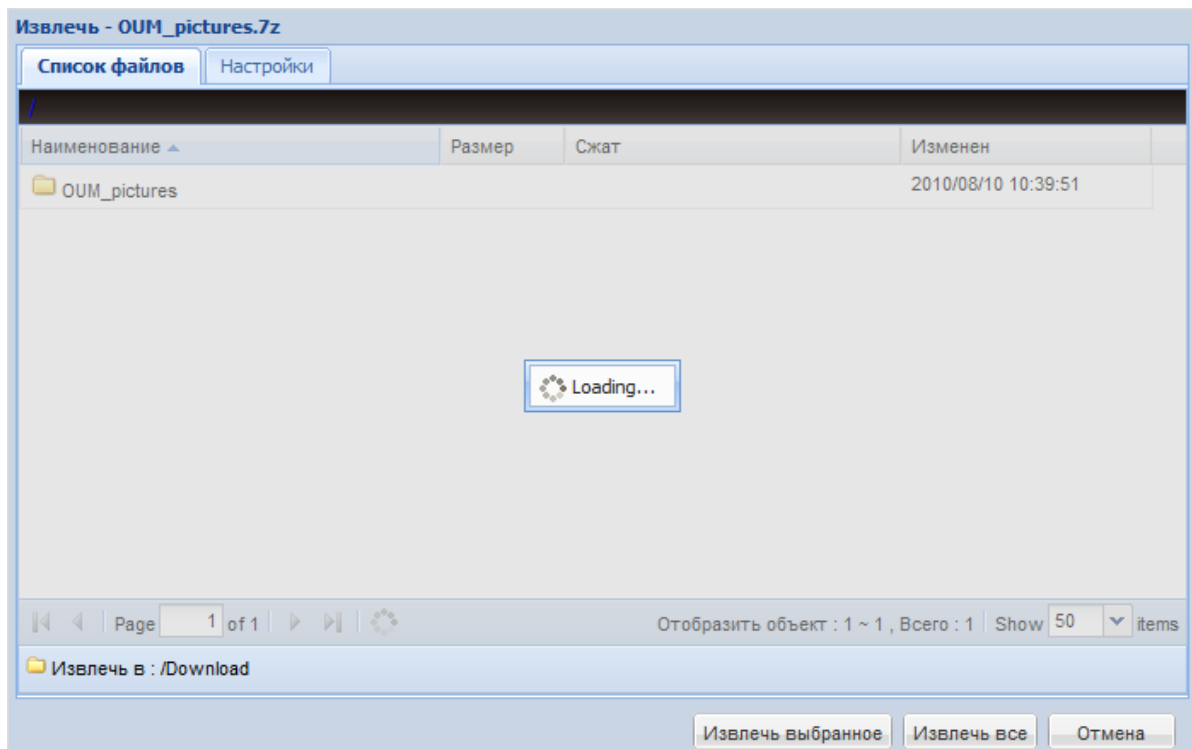 Извлечь - OUM_pictures.7z
Список файлов Настройки
/
Наименование Размер Сжат Изменен
OUM_pictures 2010/08/10 10:39:51
Loading...
Page 1 of 1 Отобразить объект : 1 ~ 1 , Всего : 1 Show 50 items
Извлечь в : /Download
Извлечь выбранное Извлечь все Отмена